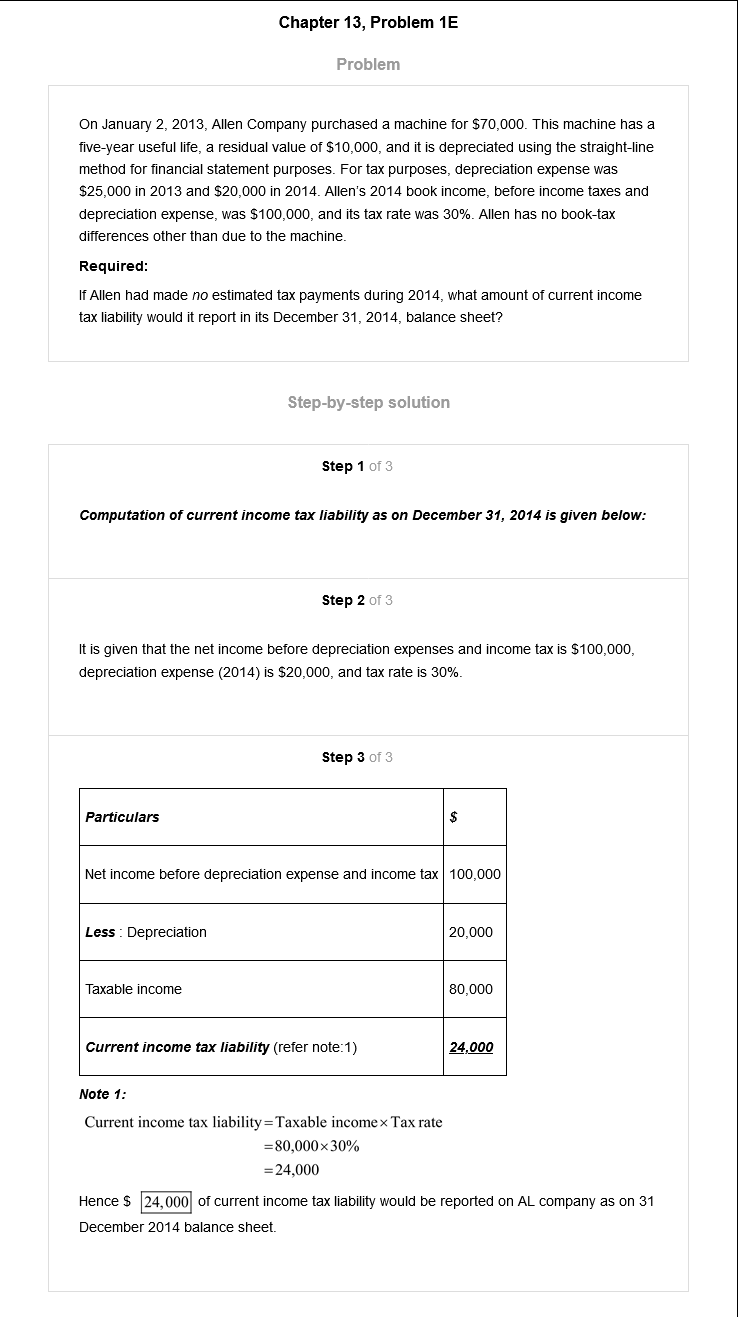 Chapter 13, Problem 1E
Problem
On January 2, 2013, Allen Company purchased a machine for $70,000. This machine has a
five-year useful life, a residual value of $10,000, and it is depreciated using the straight-line
method for financial statement purposes. For tax purposes, depreciation expense was
$25,000 in 2013 and $20,000 in 2014. Allen's 2014 book income, before income taxes and
depreciation expense, was $100,000, and its tax rate was 30%. Allen has no book-tax
differences other than due to the machine.
Required:
If Allen had made no estimated tax payments during 2014, what amount of current income
tax liability would it report in its December 31, 2014, balance sheet?
Step-by-step solution
Step 1 of 3
Computation of current income tax liability as on December 31, 2014 is given below:
Step 2 of 3
It is given that the net income before depreciation expenses and income tax is $100,000,
depreciation expense (2014) is $20,000, and tax rate is 30%.
Step 3 of 3
Particulars $
Net income before depreciation expense and income tax 100,000
Less : Depreciation 20,000
Taxable income 80,000
Current income tax liability (refer note:1) 24,000
Note 1:
Current income tax liability=Taxable income×Tax rate
=80,000×30%
=24,000
Hence $ 24,000 of current income tax liability would be reported on AL company as on 31
December 2014 balance sheet.